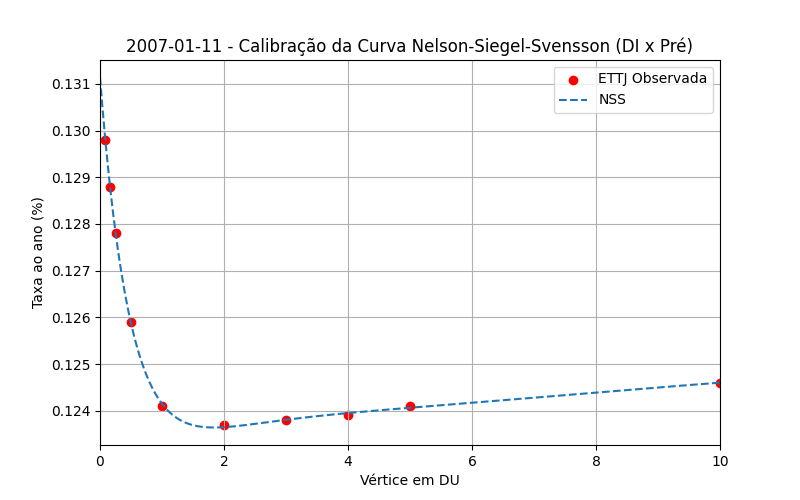 2007-01-11 - Calibração da Curva Nelson-Siegel-Svensson (DI x Pré)
ETTJ Observada
NSS
Taxa ao ano (%)
0.131
0.130
0.129
0.128
0.127
0.126
0.125
0.124
0 2 4 6 8 10
Vértice em DU